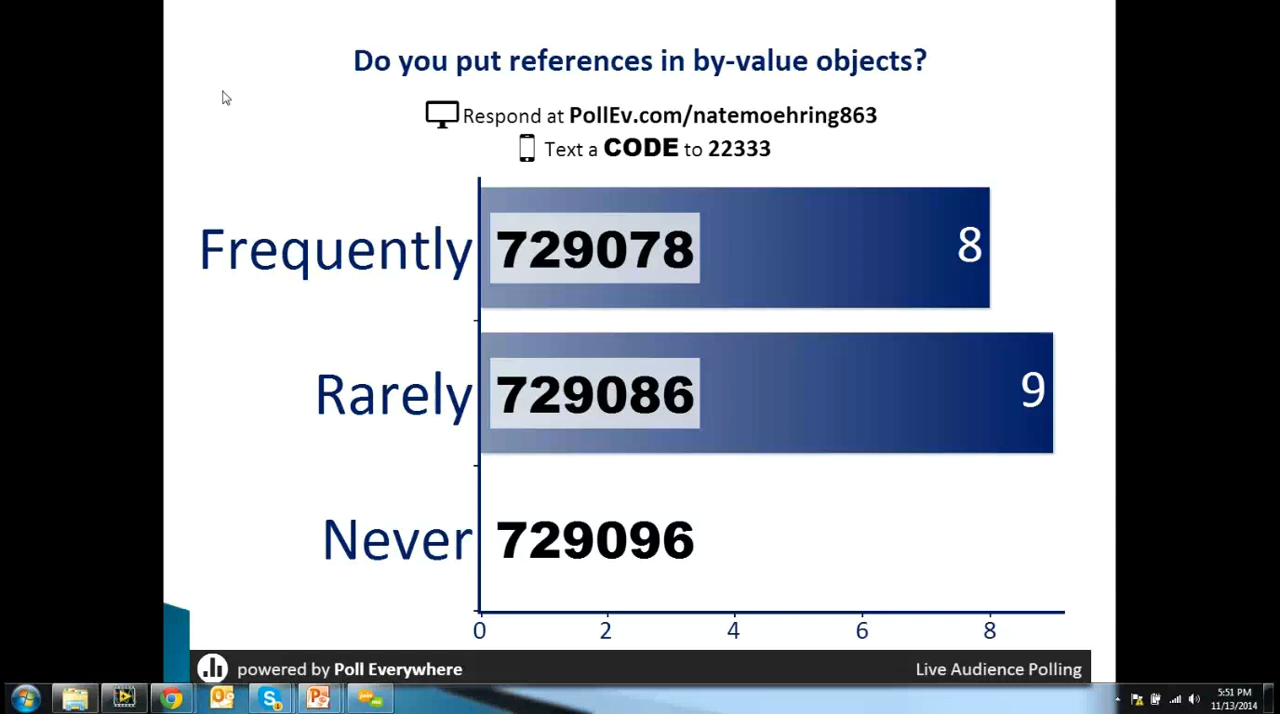 Do you put references in by-value objects?
Respond at PollEv.com/natemoehring863
Text a CODE to 22333
Frequently 729078 8
Rarely 729086 9
Never 729096
0 2 4 6 8
powered by Poll Everywhere Live Audience Polling
5:51 PM
11/13/2014